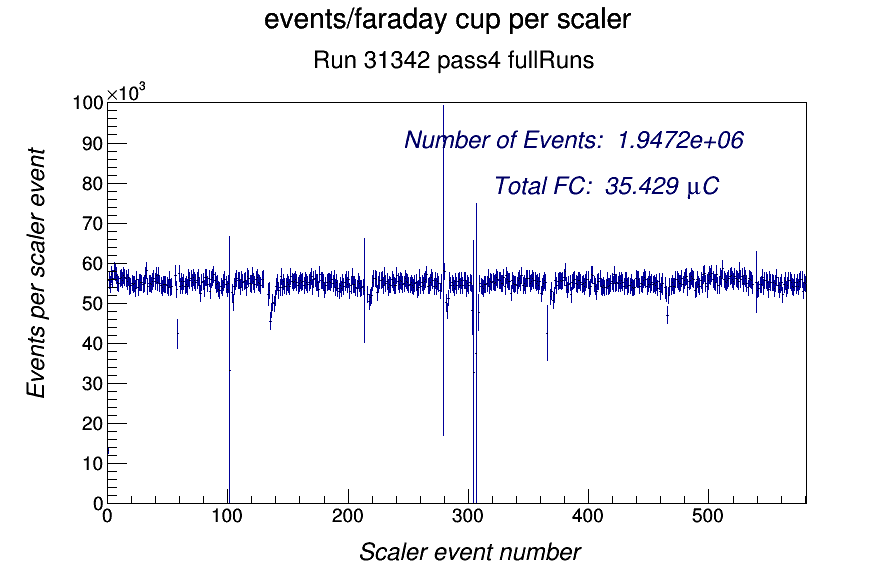 events/faraday cup per scaler
Run 31342 pass4 fullRuns
×10³
100
90
80
70
60
50
40
30
20
10
0
Events per scaler event
Number of Events: 1.9472e+06
Total FC: 35.429 μC
0 100 200 300 400 500
Scaler event number